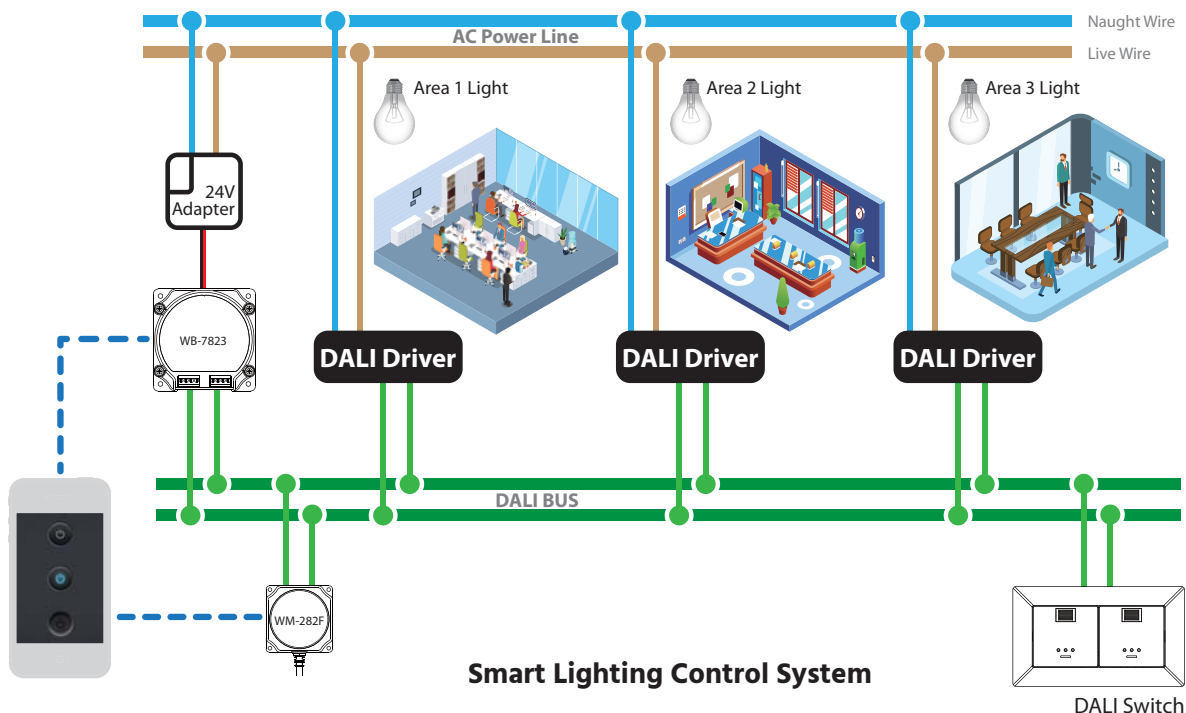 Naught Wire
AC Power Line
Live Wire
Area 1 Light
Area 2 Light
Area 3 Light
24V
Adapter
WB-7823
DALI Driver
DALI Driver
DALI Driver
DALI BUS
WM-282F
Smart Lighting Control System
DALI Switch